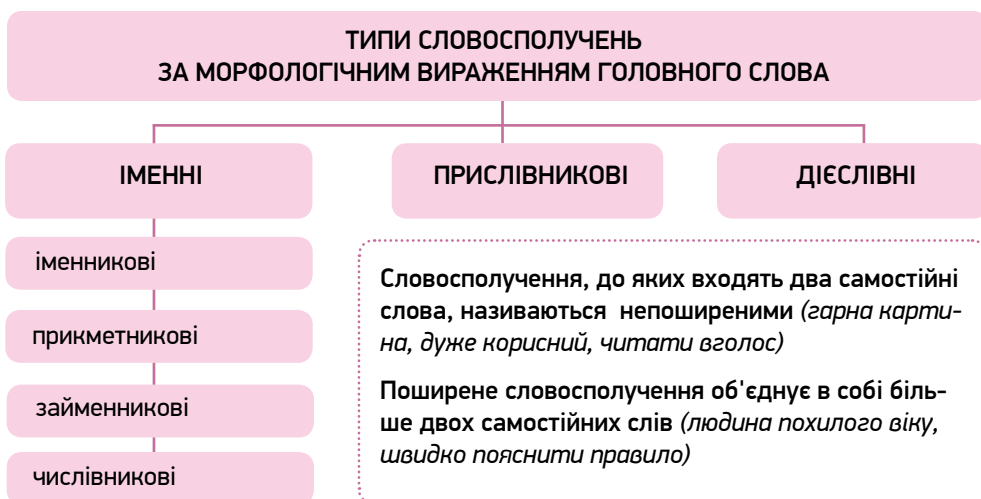 ТИПИ СЛОВОСПОЛУЧЕНЬ
ЗА МОРФОЛОГІЧНИМ ВИРАЖЕННЯМ ГОЛОВНОГО СЛОВА
ІМЕННІ
ПРИСЛІВНИКОВІ
ДІЄСЛІВНІ
іменникові
прикметникові
займенникові
числівникові
Словосполучення, до яких входять два самостійні
слова, називаються непоширеними (гарна карти-
на, дуже корисний, читати вголос)
Поширене словосполучення об'єднує в собі біль-
ше двох самостійних слів (людина похилого віку,
швидко пояснити правило)